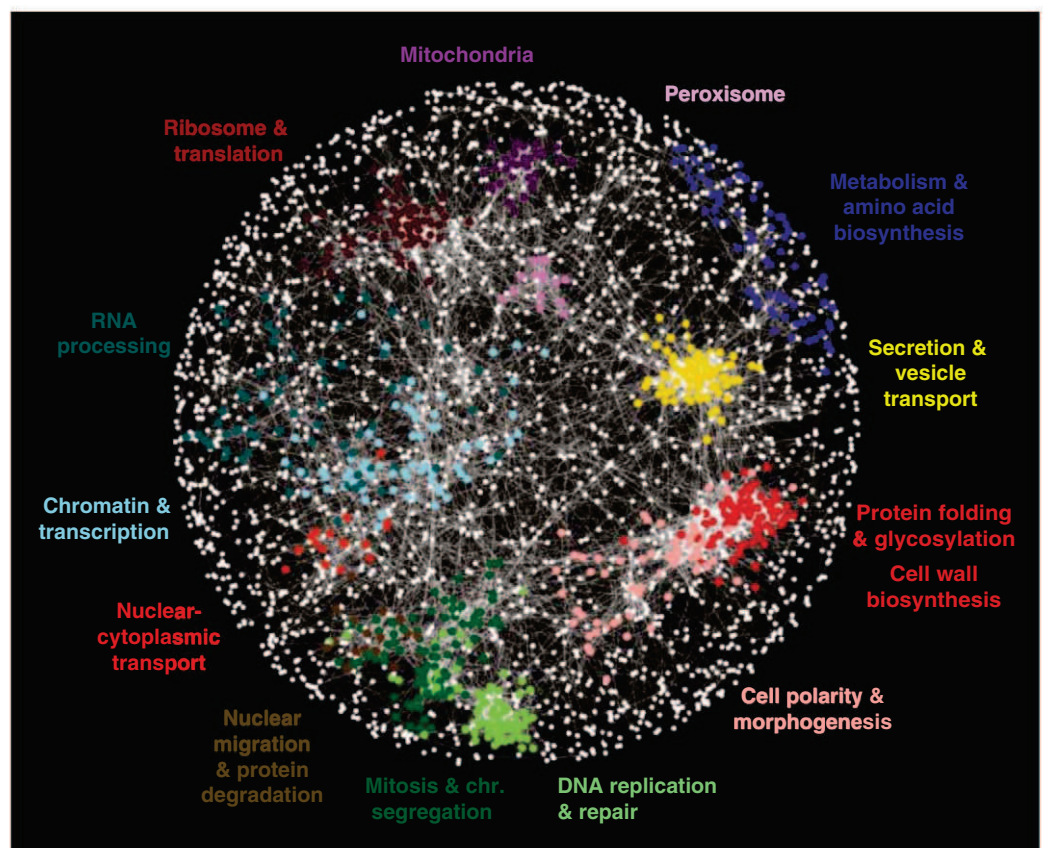 Mitochondria
Peroxisome
Ribosome &
translation
Metabolism &
amino acid
biosynthesis
RNA
processing
Secretion &
vesicle
transport
Chromatin &
transcription
Protein folding
& glycosylation
Cell wall
biosynthesis
Nuclear-
cytoplasmic
transport
Cell polarity &
morphogenesis
Nuclear
migration
& protein
degradation
Mitosis & chr.
segregation
DNA replication
& repair